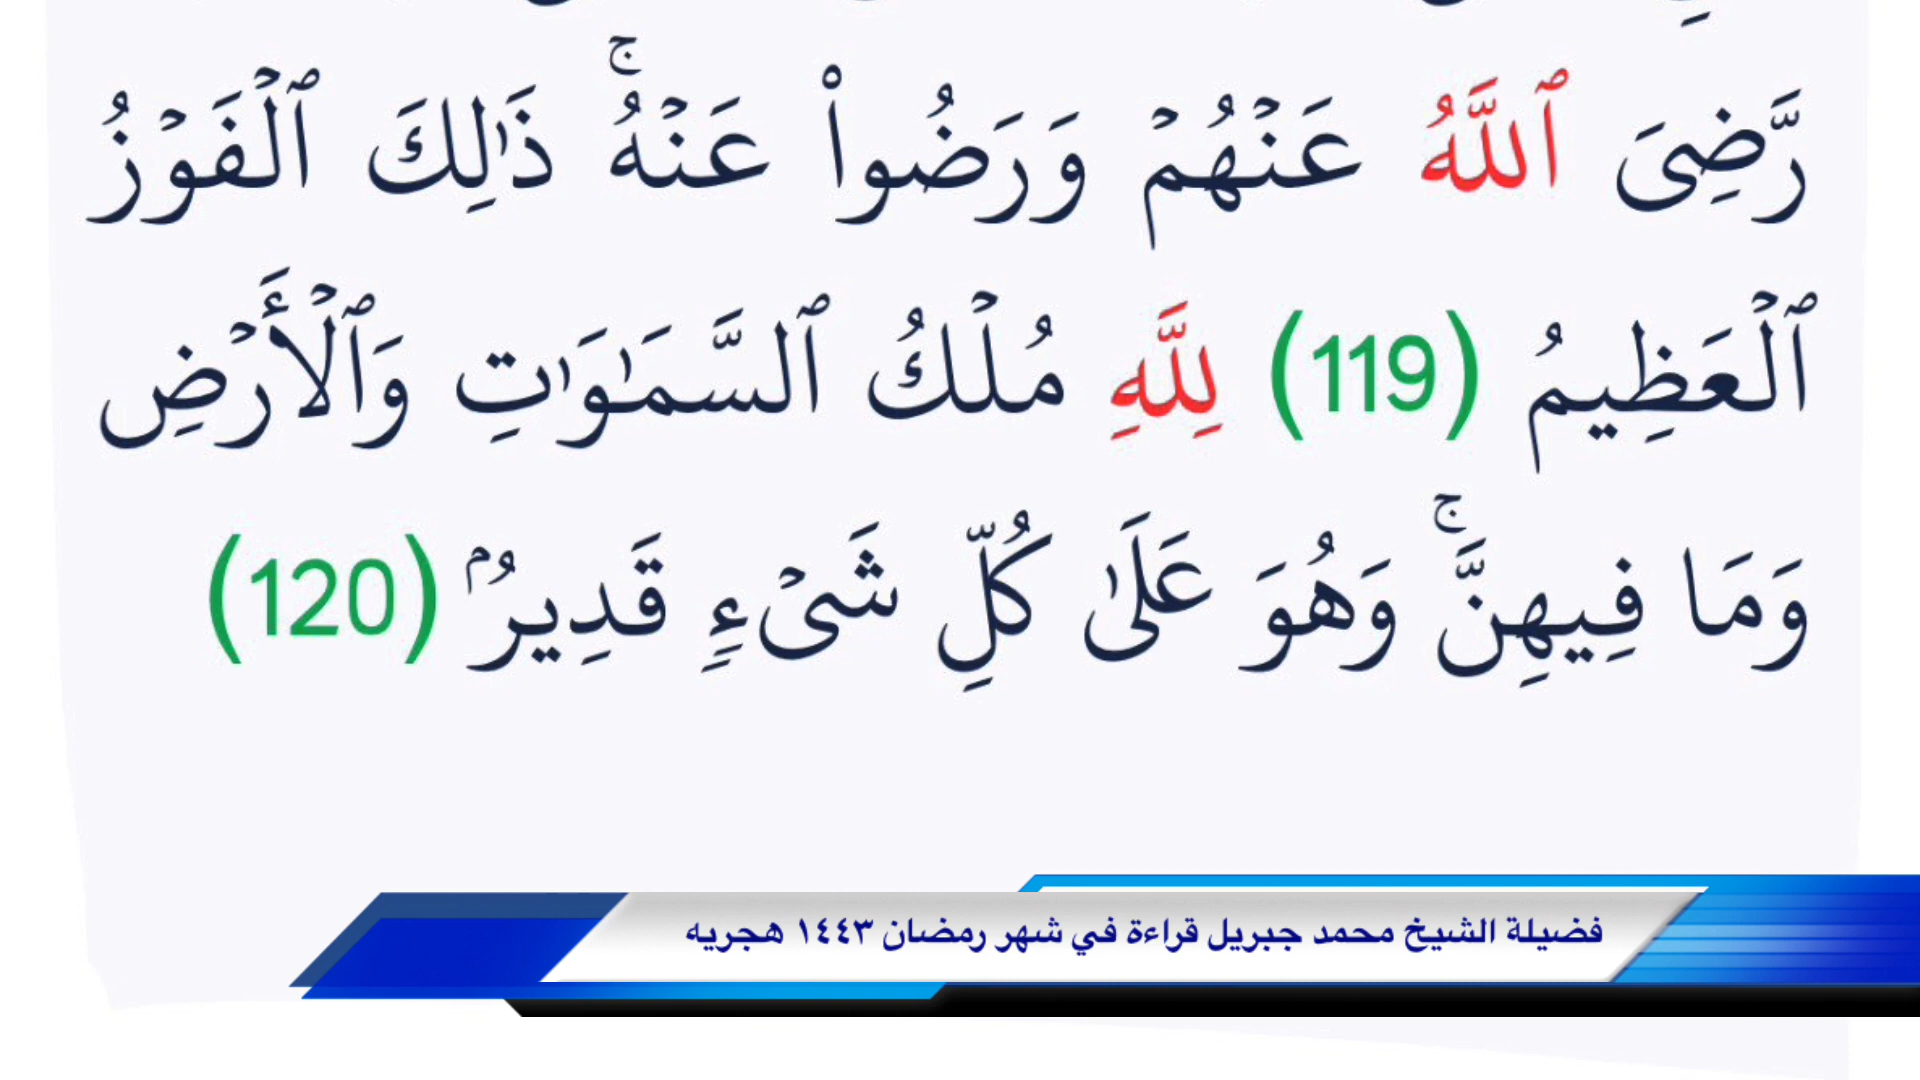 رَّضِىَ ٱللَّهُ عَنۡهُمۡ وَرَضُواْ عَنۡهُۚ ذَٰلِكَ ٱلۡفَوۡزُ
ٱلۡعَظِيمُ (119) لِلَّهِ مُلۡكُ ٱلسَّمَٰوَٰتِ وَٱلۡأَرۡضِ
وَمَا فِيهِنَّۚ وَهُوَ عَلَىٰ كُلِّ شَىۡءٍ قَدِيرُۢ (120)
فضيلة الشيخ محمد جبريل قراءة في شهر رمضان ١٤٤٣ هجريه